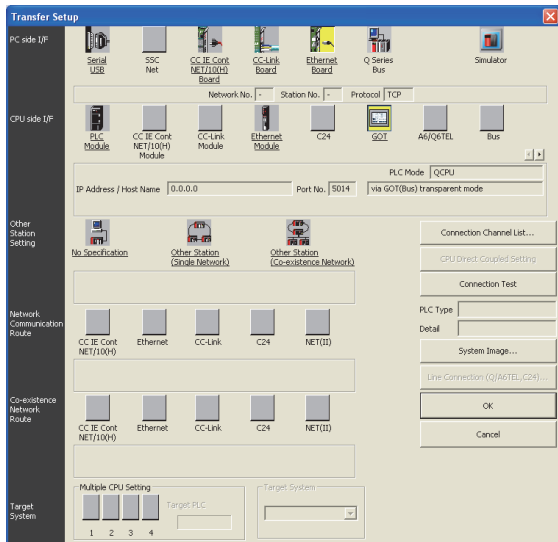 Transfer Setup
PC side I/F
Serial USB
SSC Net
CC IE Cont NET/10(H) Board
CC-Link Board
Ethernet Board
Q Series Bus
Simulator
Network No. - Station No. - Protocol TCP
CPU side I/F
PLC Module
CC IE Cont NET/10(H) Module
CC-Link Module
Ethernet Module
C24
GOT
A6/Q6TEL
Bus
PLC Mode QCPU
IP Address / Host Name 0.0.0.0 Port No. 5014 via GOT(Bus) transparent mode
Other Station Setting
No Specification
Other Station (Single Network)
Other Station (Co-existence Network)
Connection Channel List...
CPU Direct Coupled Setting
Connection Test
PLC Type
Detail
System Image...
Line Connection (Q/A6TEL,C24)...
OK
Cancel
Network Communication Route
CC IE Cont NET/10(H)
Ethernet
CC-Link
C24
NET(II)
Co-existence Network Route
CC IE Cont NET/10(H)
Ethernet
CC-Link
C24
NET(II)
Target System
Multiple CPU Setting
1 2 3 4
Target PLC
Target System